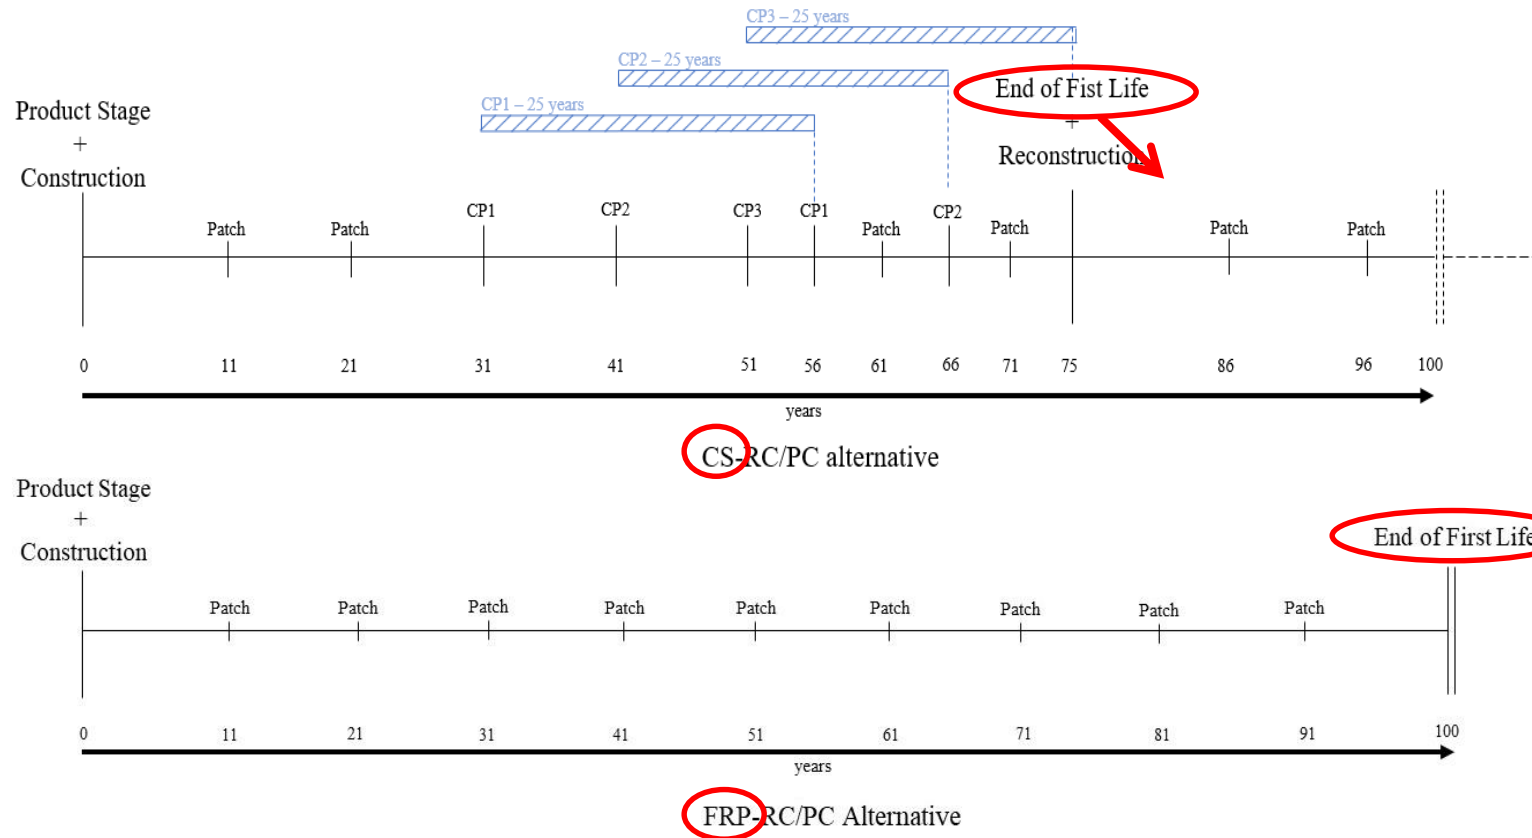 CP3 – 25 years
CP2 – 25 years
CP1 – 25 years
Product Stage
+
Construction
End of Fist Life
+
Reconstruction
Patch
Patch
CP1
CP2
CP3
CP1
Patch
CP2
Patch
Patch
Patch
0
11
21
31
41
51
56
61
66
71
75
86
96
100
years
CS-RC/PC alternative
Product Stage
+
Construction
End of First Life
Patch
Patch
Patch
Patch
Patch
Patch
Patch
Patch
Patch
0
11
21
31
41
51
61
71
81
91
100
years
FRP-RC/PC Alternative